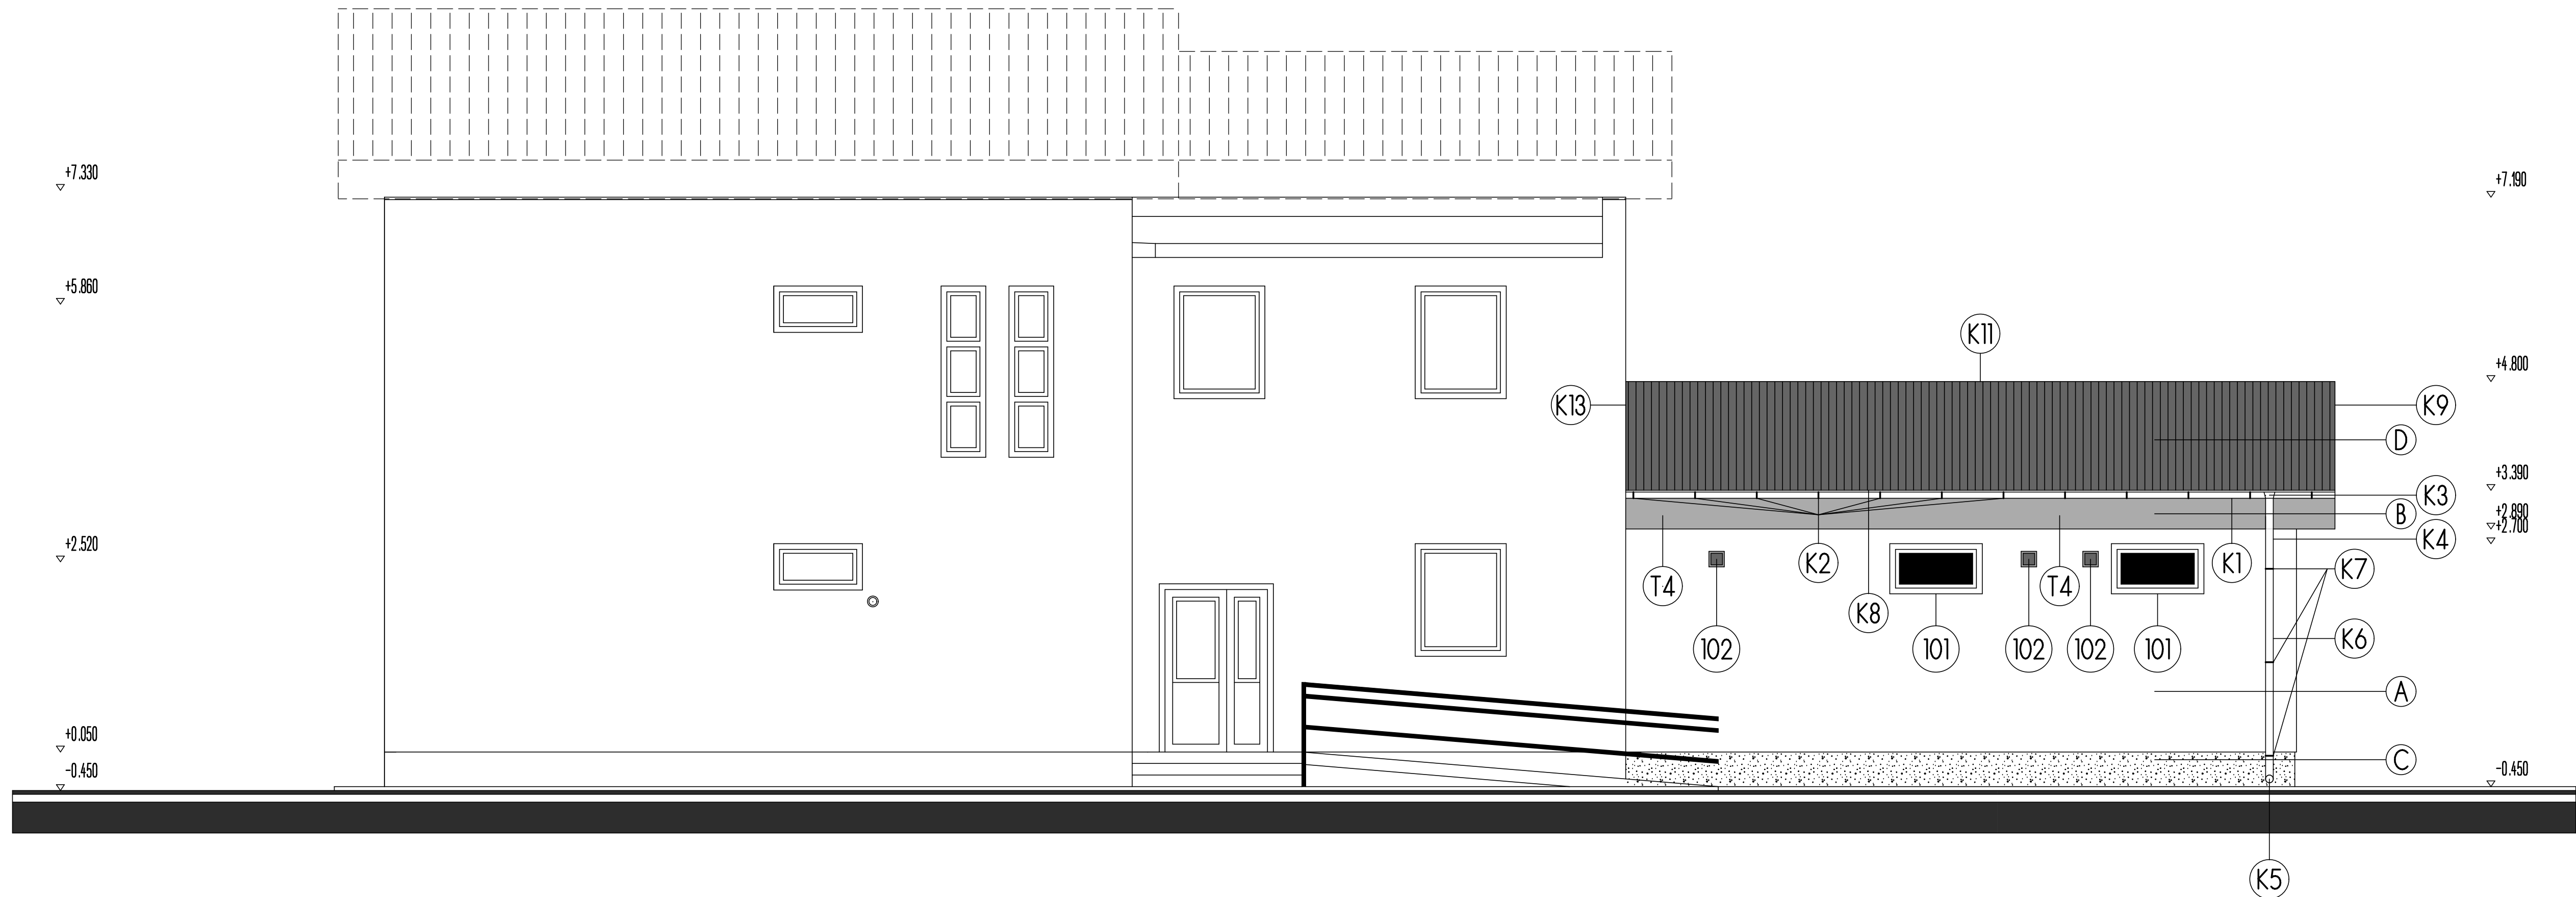 +7.330
+7.190
+5.860
K11
+4.800
K13
K9
D
+3.390
K3
+2.890
B
+2.700
K4
+2.520
K2
K1
K7
T4
T4
K8
K6
102
101
102
102
101
A
+0.050
C
-0.450
-0.450
K5